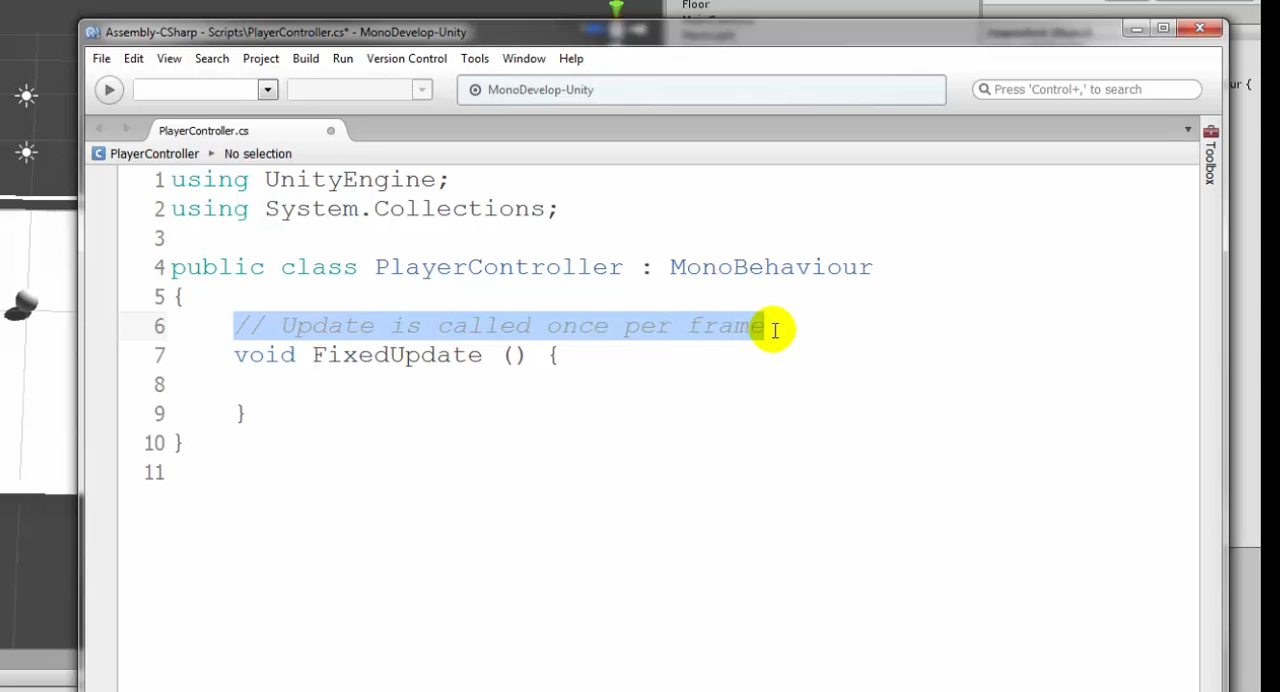 Floor
Assembly-CSharp - Scripts\PlayerController.cs* - MonoDevelop-Unity
File Edit View Search Project Build Run Version Control Tools Window Help
MonoDevelop-Unity
Press 'Control+,' to search
ur {
PlayerController.cs
PlayerController ▸ No selection
Toolbox
1 using UnityEngine;
2 using System.Collections;
3
4 public class PlayerController : MonoBehaviour
5 {
6 // Update is called once per frame
7 void FixedUpdate () {
8
9 }
10 }
11